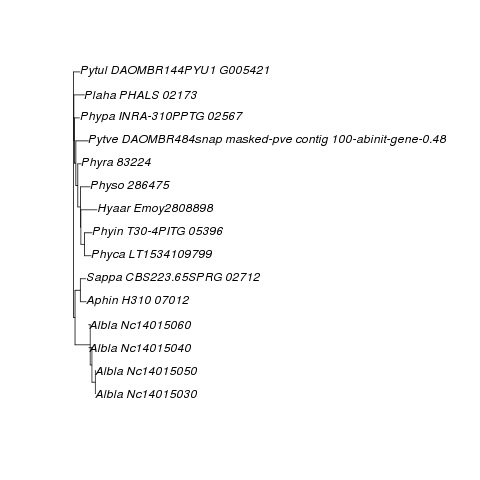 Pytul DAOMBR144PYU1 G005421
Plaha PHALS 02173
Phypa INRA-310PPTG 02567
Pytve DAOMBR484snap masked-pve contig 100-abinit-gene-0.48
Phyra 83224
Physo 286475
Hyaar Emoy2808898
Phyin T30-4PITG 05396
Phyca LT1534109799
Sappa CBS223.65SPRG 02712
Aphin H310 07012
Albla Nc14015060
Albla Nc14015040
Albla Nc14015050
Albla Nc14015030